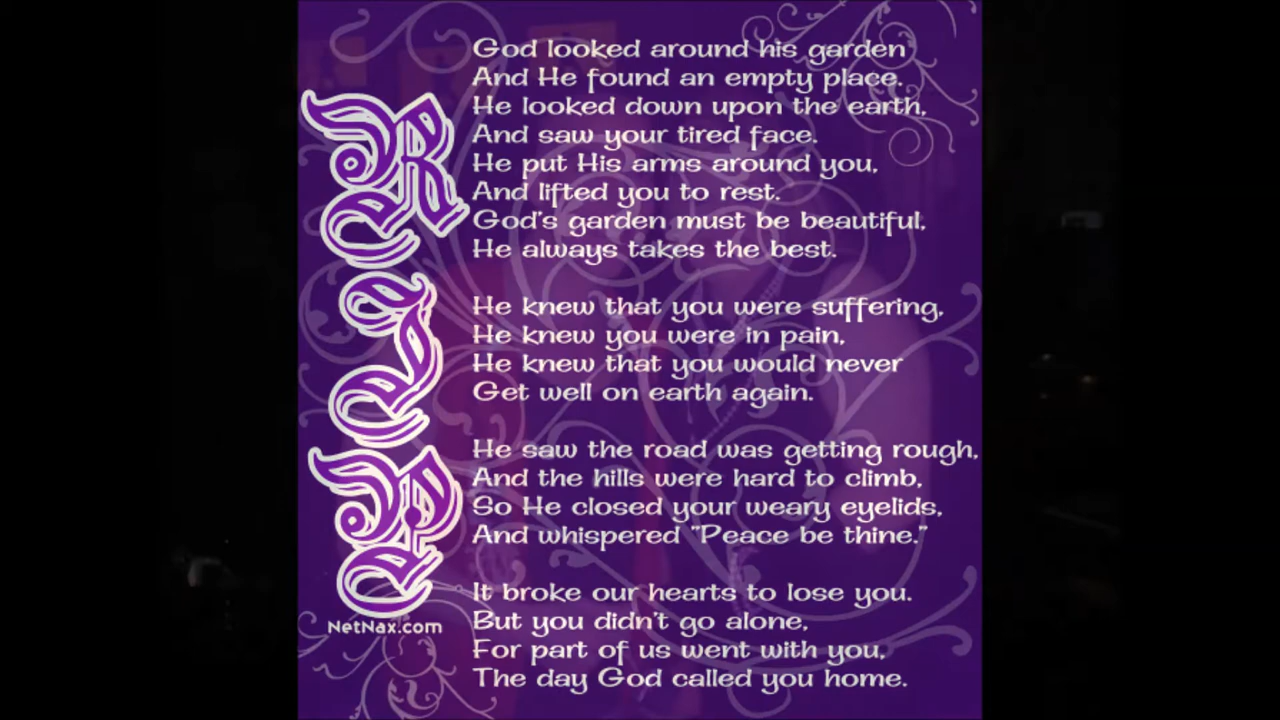 R
I
P
God looked around his garden
And He found an empty place.
He looked down upon the earth,
And saw your tired face.
He put His arms around you,
And lifted you to rest.
God's garden must be beautiful,
He always takes the best.
He knew that you were suffering,
He knew you were in pain,
He knew that you would never
Get well on earth again.
He saw the road was getting rough,
And the hills were hard to climb,
So He closed your weary eyelids,
And whispered "Peace be thine."
It broke our hearts to lose you.
But you didn't go alone,
For part of us went with you,
The day God called you home.
NetNax.com